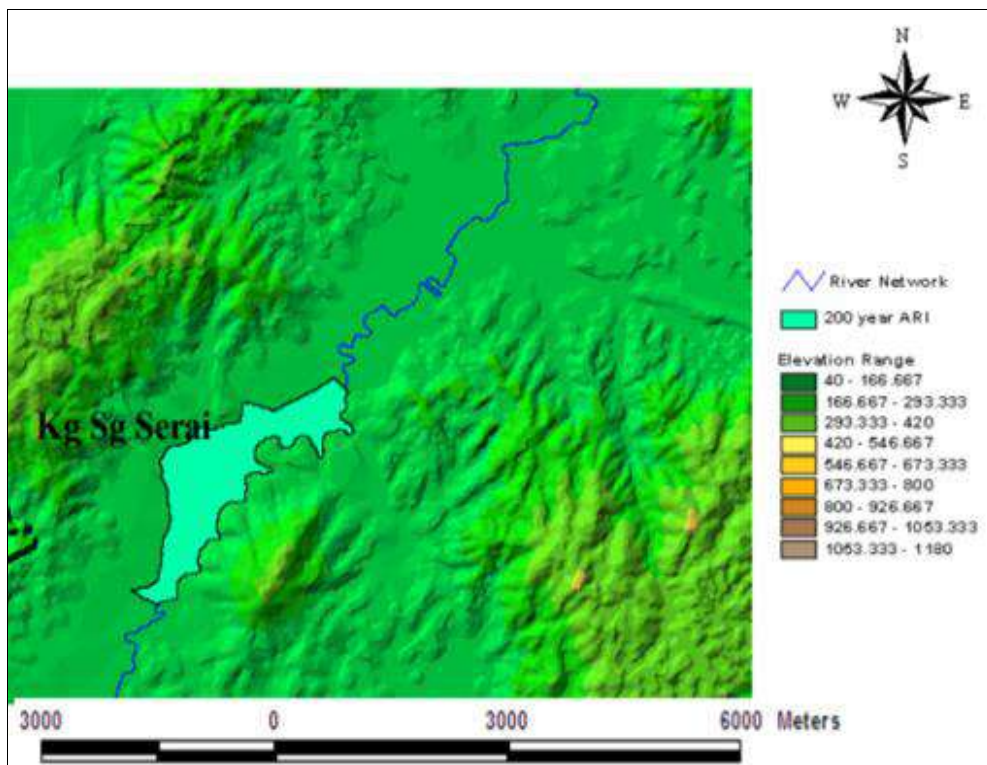 N
W E
S
River Network
200 year ARI
Elevation Range
40 - 166.667
166.667 - 293.333
293.333 - 420
420 - 546.667
546.667 - 673.333
673.333 - 800
800 - 926.667
926.667 - 1053.333
1053.333 - 1180
Kg Sg Serai
3000 0 3000 6000 Meters